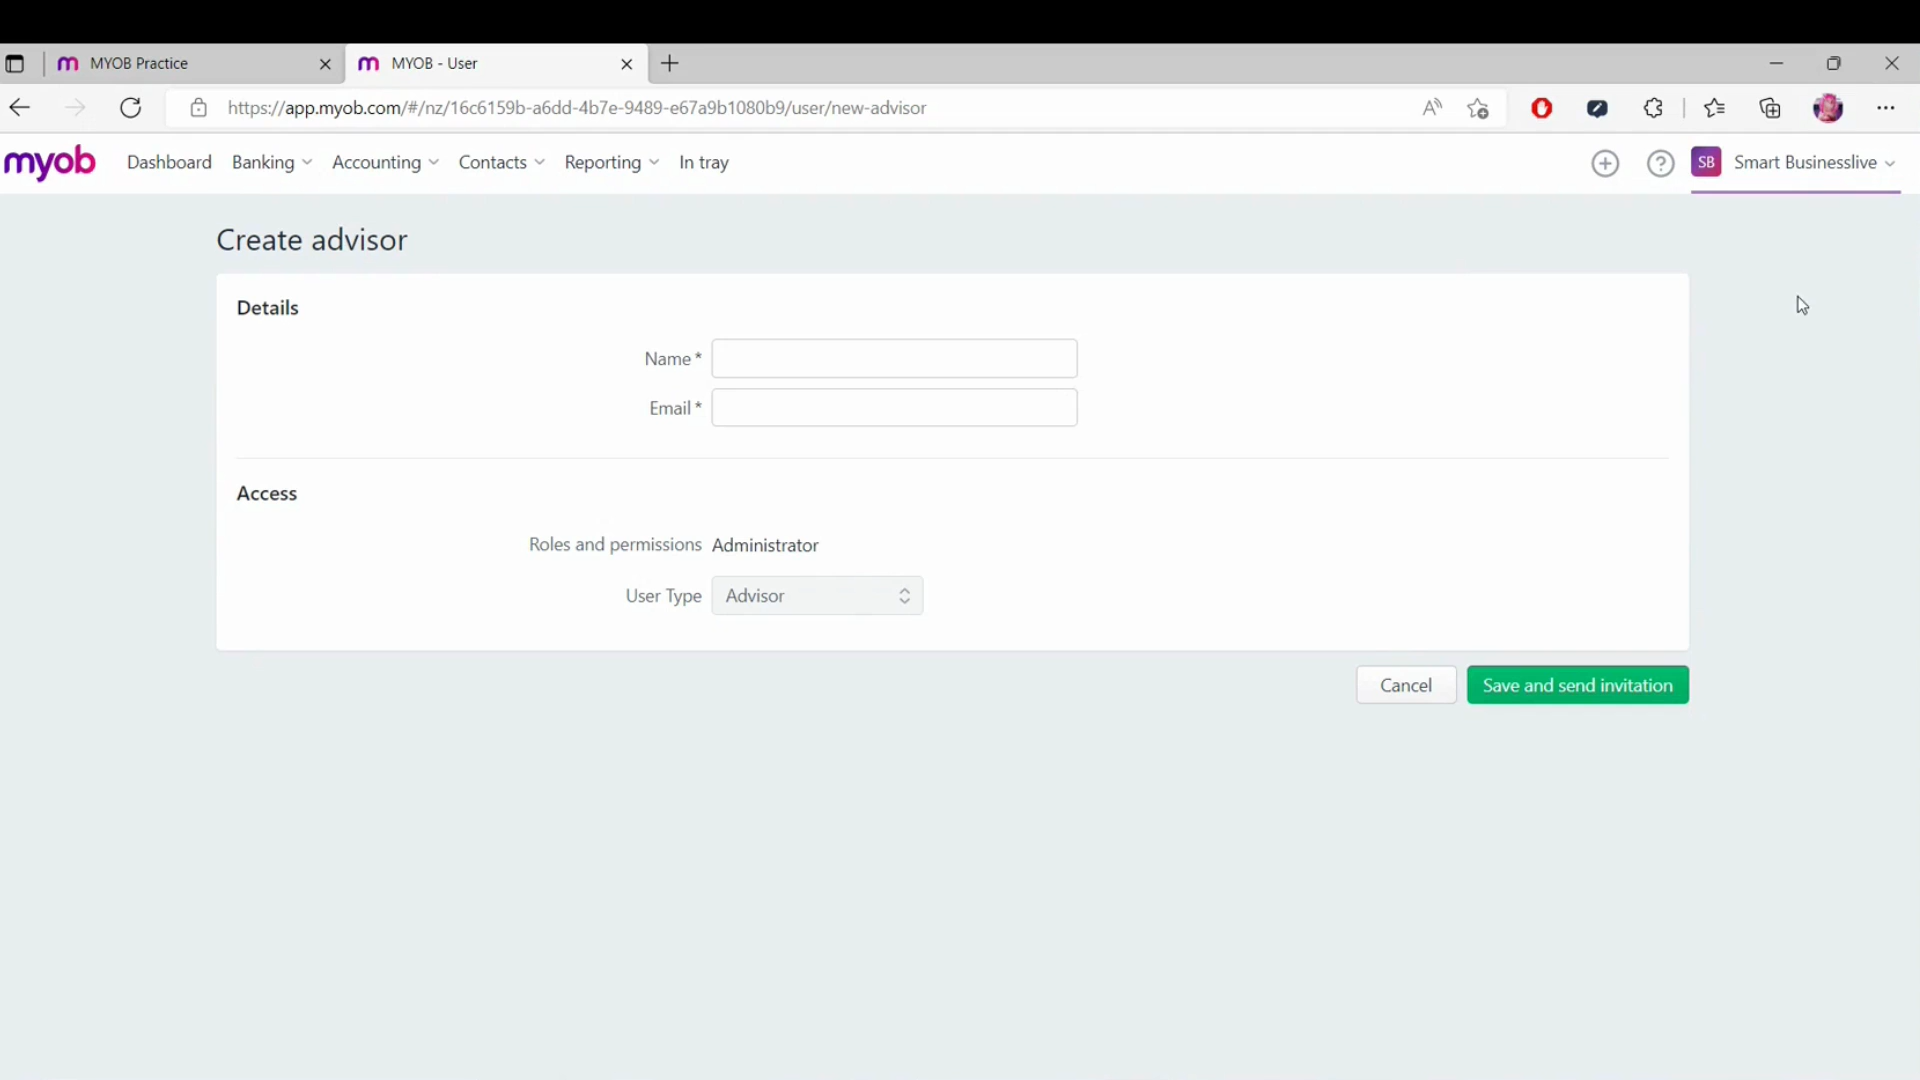 MYOB Practice MYOB - User
https://app.myob.com/#/nz/16c6159b-a6dd-4b7e-9489-e67a9b1080b9/user/new-advisor
myob Dashboard Banking Accounting Contacts Reporting In tray SB Smart Businesslive
Create advisor
Details
Name *
Email *
Access
Roles and permissions Administrator
User Type Advisor
Cancel Save and send invitation